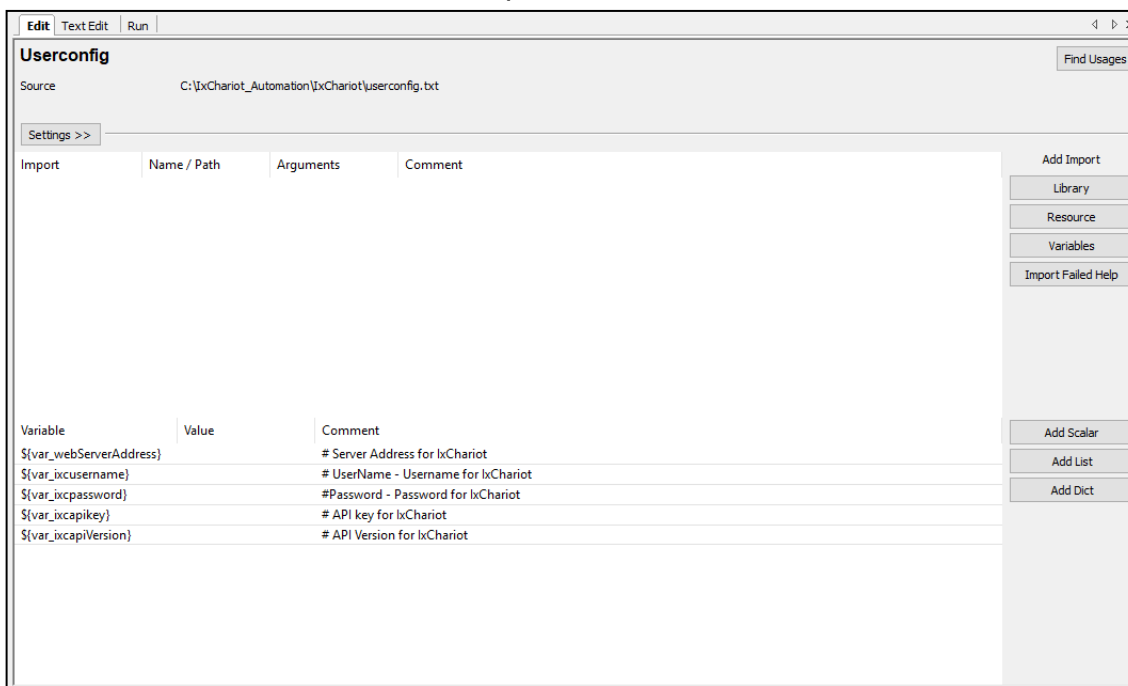 Edit Text Edit Run
Userconfig
Find Usages
Source C:\IxChariot_Automation\IxChariot\userconfig.txt
Settings >>
Import Name / Path Arguments Comment
Add Import
Library
Resource
Variables
Import Failed Help
Variable Value Comment
${var_webServerAddress} # Server Address for IxChariot
${var_ixcusername} # UserName - Username for IxChariot
${var_ixcpassword} #Password - Password for IxChariot
${var_ixcapikey} # API key for IxChariot
${var_ixcapiVersion} # API Version for IxChariot
Add Scalar
Add List
Add Dict